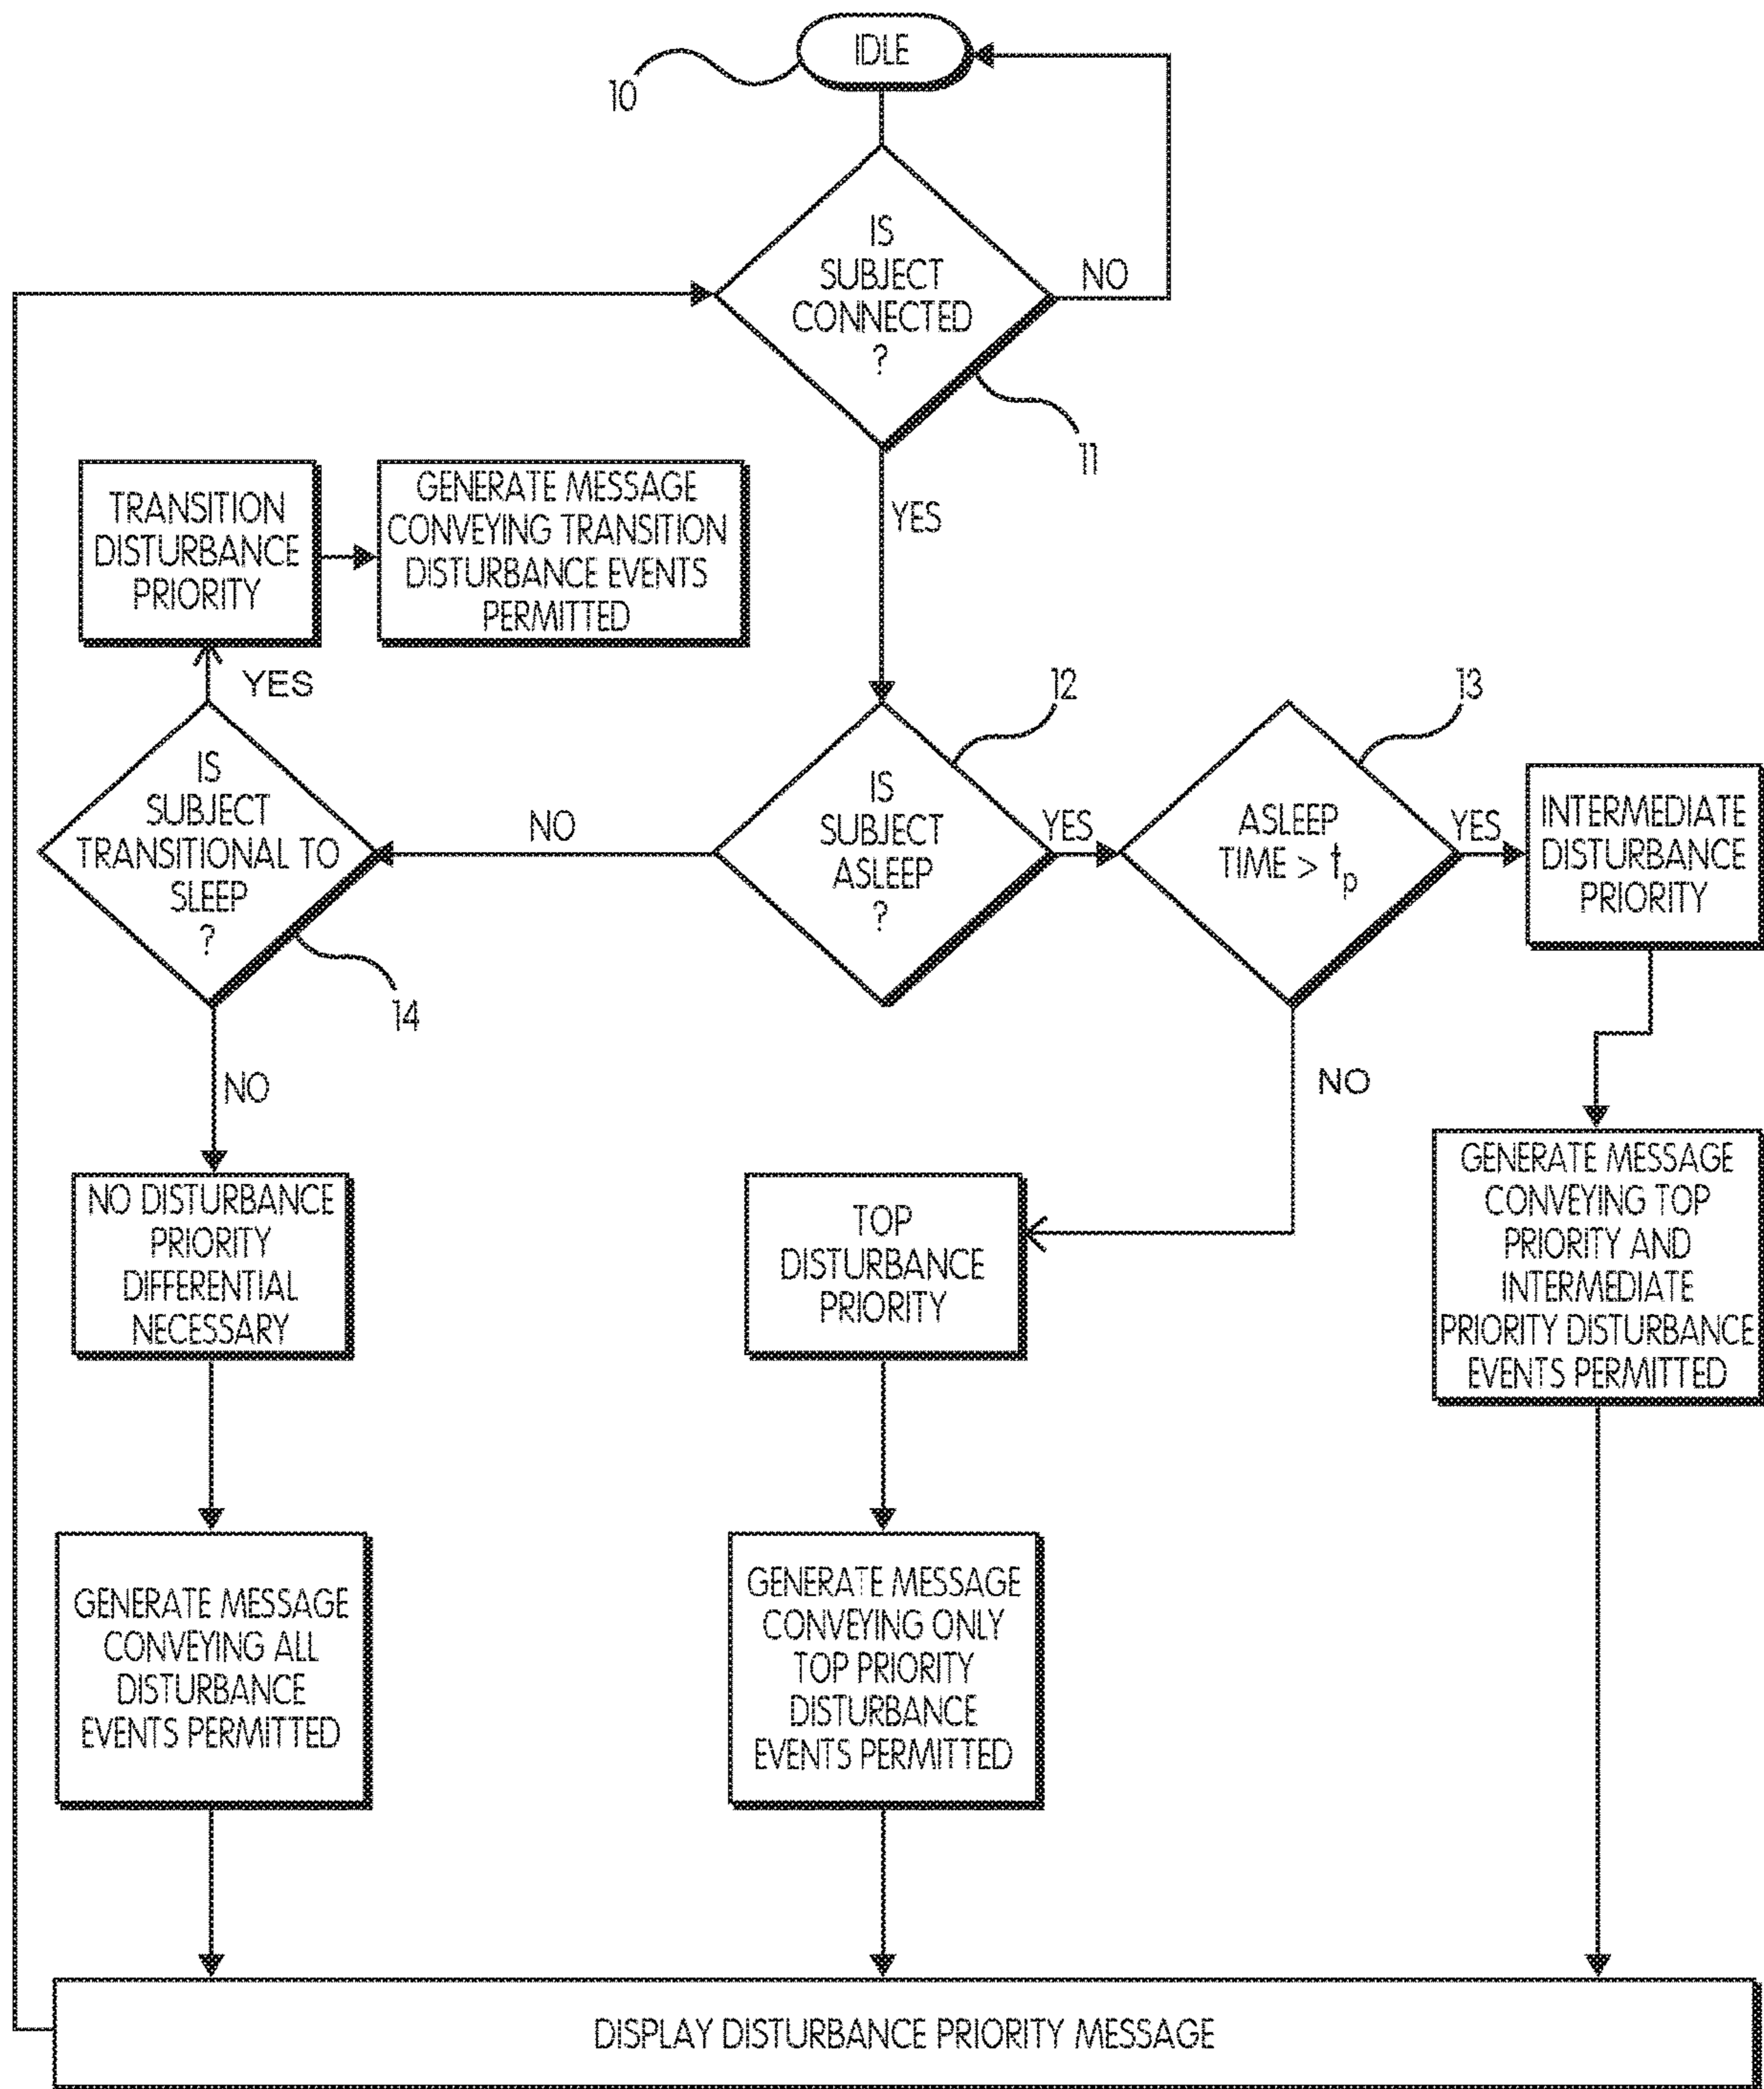 IDLE
10
IS
SUBJECT
CONNECTED
?
NO
11
YES
TRANSITION
DISTURBANCE
PRIORITY
GENERATE MESSAGE
CONVEYING TRANSITION
DISTURBANCE EVENTS
PERMITTED
YES
IS
SUBJECT
TRANSITIONAL TO
SLEEP
?
14
NO
NO
IS
SUBJECT
ASLEEP
?
12
YES
ASLEEP
TIME > tp
13
YES
NO
INTERMEDIATE
DISTURBANCE
PRIORITY
NO DISTURBANCE
PRIORITY
DIFFERENTIAL
NECESSARY
TOP
DISTURBANCE
PRIORITY
GENERATE MESSAGE
CONVEYING TOP
PRIORITY AND
INTERMEDIATE
PRIORITY DISTURBANCE
EVENTS PERMITTED
GENERATE MESSAGE
CONVEYING ALL
DISTURBANCE
EVENTS PERMITTED
GENERATE MESSAGE
CONVEYING ONLY
TOP PRIORITY
DISTURBANCE
EVENTS PERMITTED
DISPLAY DISTURBANCE PRIORITY MESSAGE